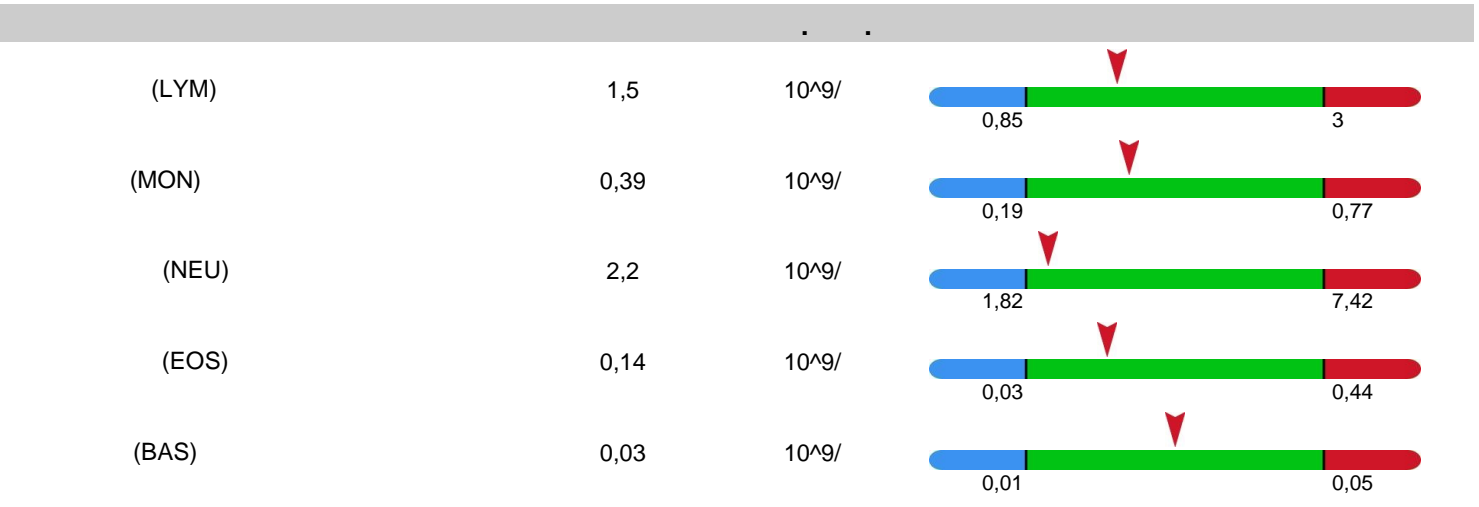 . .
(LYM) 1,5 10^9/
0,85 3
(MON) 0,39 10^9/
0,19 0,77
(NEU) 2,2 10^9/
1,82 7,42
(EOS) 0,14 10^9/
0,03 0,44
(BAS) 0,03 10^9/
0,01 0,05